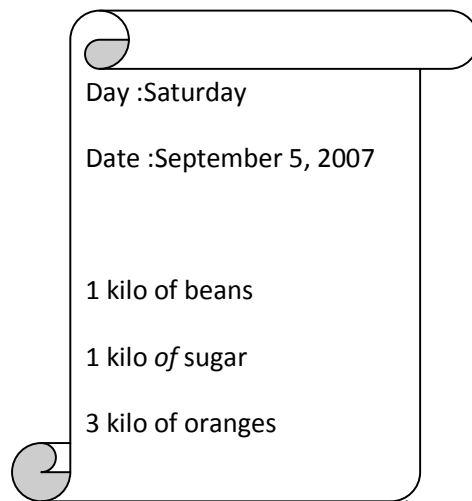 Day :Saturday
Date :September 5, 2007
1 kilo of beans
1 kilo of sugar
3 kilo of oranges